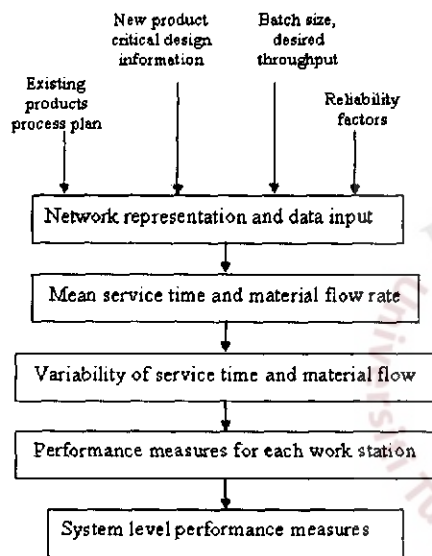 New product
critical design
information
Batch size,
desired
throughput
Existing
products
process plan
Reliability
factors
Network representation and data input
Mean service time and material flow rate
Variability of service time and material flow
Performance measures for each work station
System level performance measures